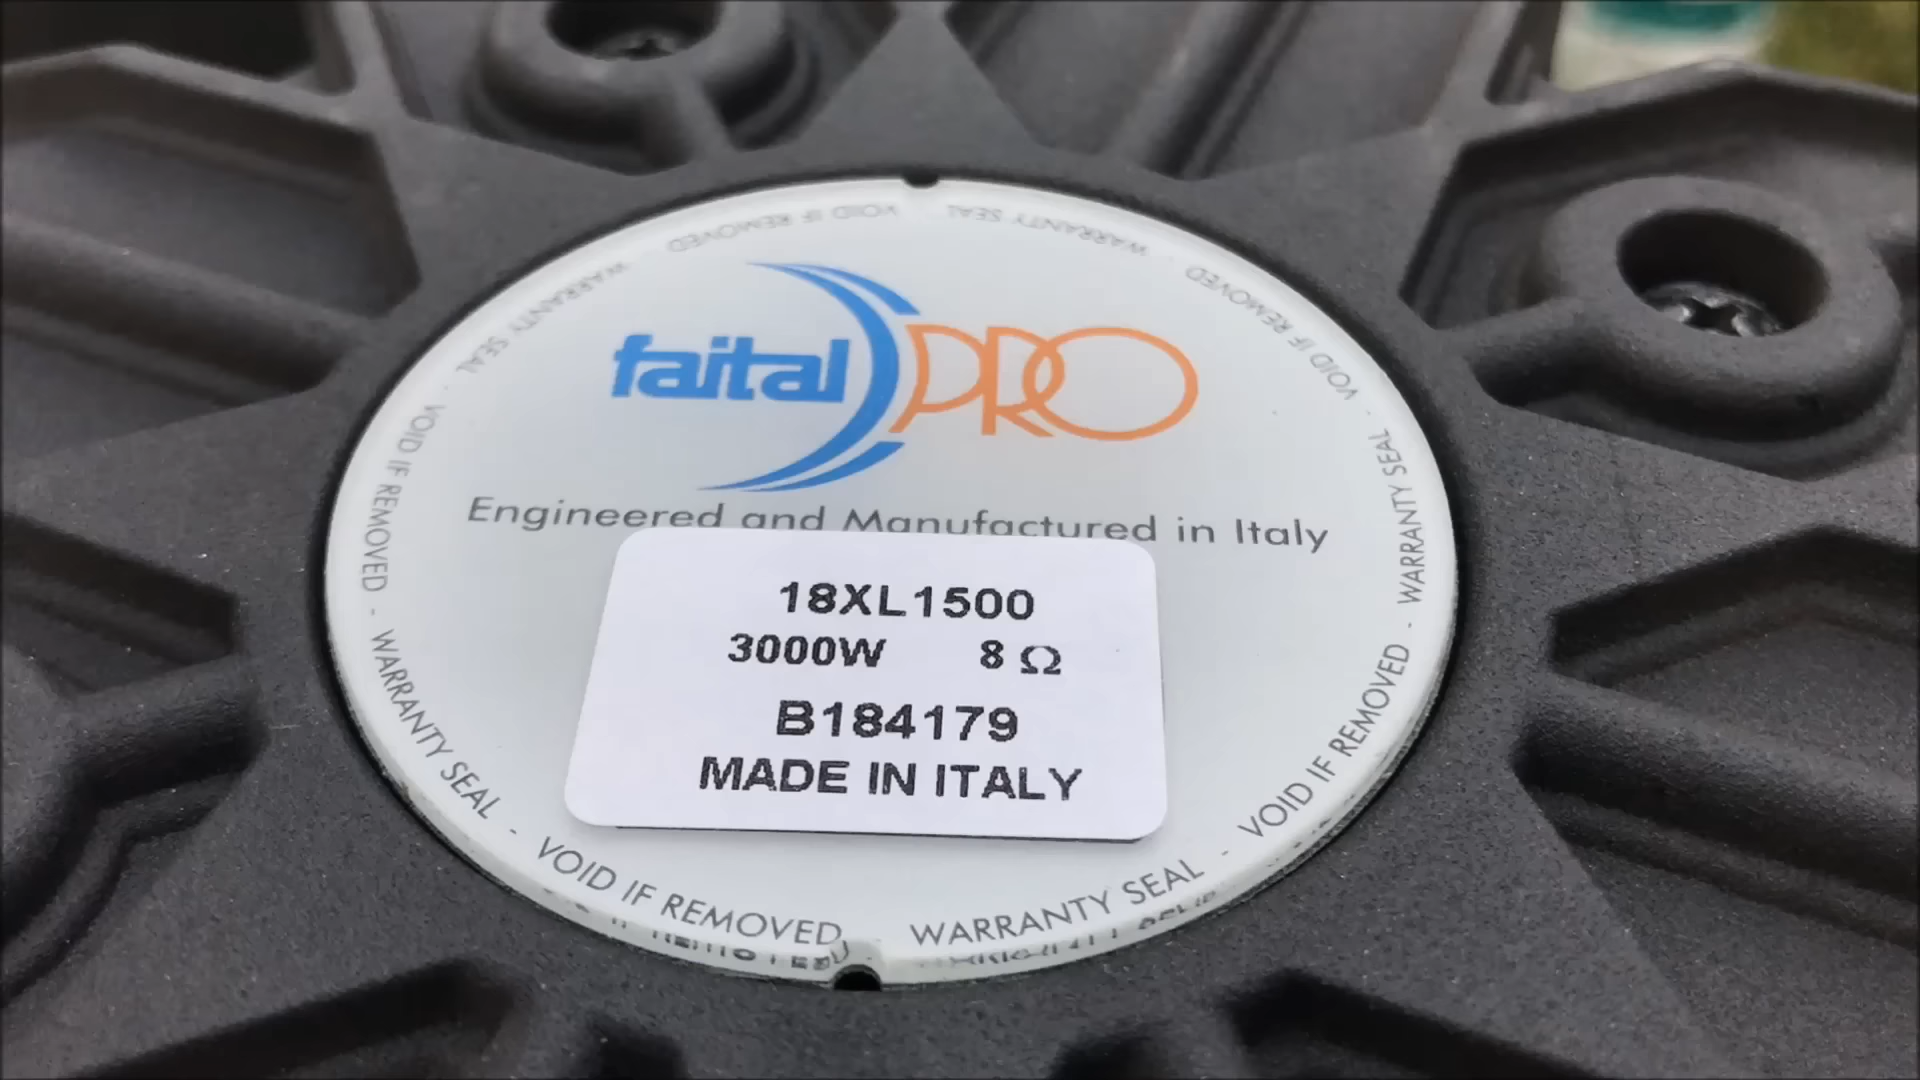 faital PRO
Engineered and Manufactured in Italy
18XL1500
3000W 8 Ω
B184179
MADE IN ITALY
WARRANTY SEAL - VOID IF REMOVED - WARRANTY SEAL - VOID IF REMOVED - WARRANTY SEAL - VOID IF REMOVED - WARRANTY SEAL - VOID IF REMOVED - WARRANTY SEAL - VOID IF REMOVED